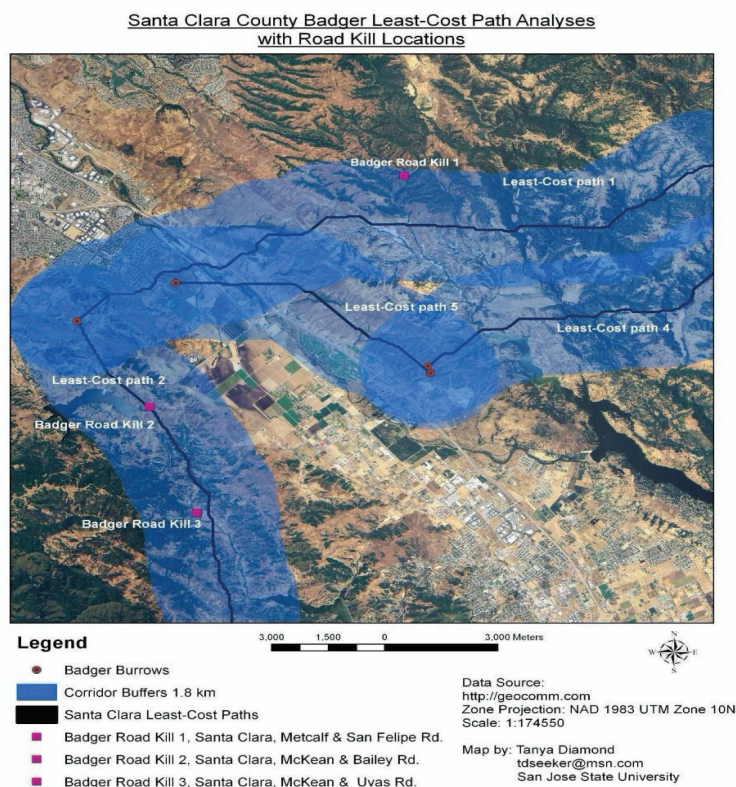 Santa Clara County Badger Least-Cost Path Analyses
with Road Kill Locations
Badger Road Kill 1
Least-Cost path 1
Least-Cost path 5
Least-Cost path 4
Least-Cost path 2
Badger Road Kill 2
Badger Road Kill 3
Legend
3,000 1,500 0 3,000 Meters
N
W E
S
Badger Burrows
Corridor Buffers 1.8 km
Santa Clara Least-Cost Paths
Badger Road Kill 1, Santa Clara, Metcalf & San Felipe Rd.
Badger Road Kill 2, Santa Clara, McKean & Bailey Rd.
Badger Road Kill 3, Santa Clara, McKean & Uvas Rd.
Data Source:
http://geocomm.com
Zone Projection: NAD 1983 UTM Zone 10N
Scale: 1:174550
Map by: Tanya Diamond
tdseeker@msn.com
San Jose State University